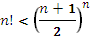 n! < ((n + 1)/2)^n